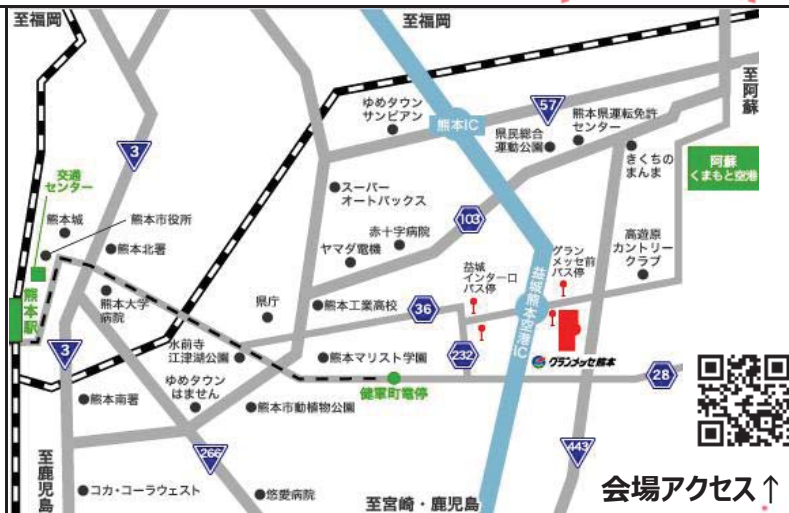 至福岡
至福岡
至阿蘇
57
ゆめタウン
サンピアン
熊本IC
県民総合
運動公園
熊本県運転免許
センター
3
きくちの
まんま
阿蘇
くまもと空港
交通
センター
スーパー
オートバックス
熊本城
熊本市役所
103
赤十字病院
熊本北署
ヤマダ電機
益城
インター口
バス停
グラン
メッセ前
バス停
高遊原
カントリー
クラブ
益城熊本空港IC
熊本駅
熊本大学
病院
県庁
熊本工業高校
36
水前寺
江津湖公園
3
熊本マリスト学園
232
グランメッセ熊本
28
ゆめタウン
はません
健軍町電停
熊本南署
熊本市動植物公園
266
443
至鹿児島
コカ・コーラウェスト
悠愛病院
至宮崎・鹿児島
会場アクセス↑